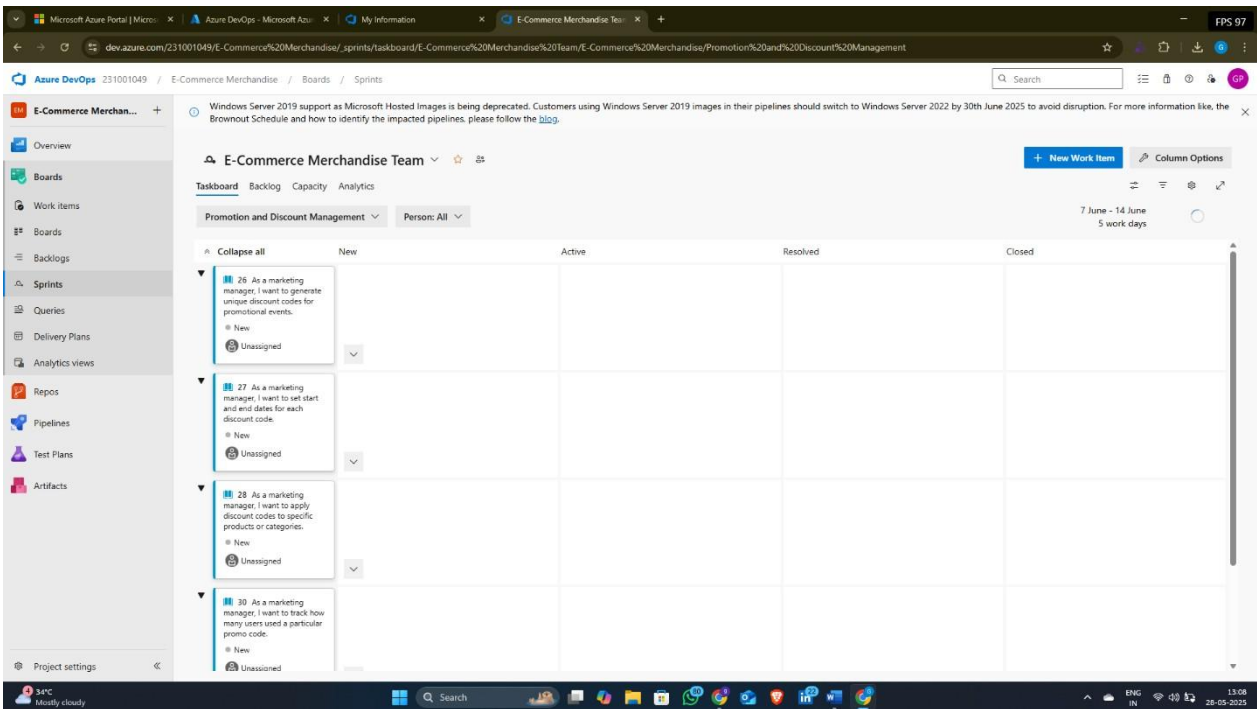 Microsoft Azure Portal | Micros
Azure DevOps - Microsoft Azu
My Information
E-Commerce Merchandise Tea
FPS 97
dev.azure.com/231001049/E-Commerce%20Merchandise/_sprints/taskboard/E-Commerce%20Merchandise%20Team/E-Commerce%20Merchandise/Promotion%20and%20Discount%20Management
G
Azure DevOps 231001049 / E-Commerce Merchandise / Boards / Sprints
Search
GP
EM E-Commerce Merchan... +
Windows Server 2019 support as Microsoft Hosted Images is being deprecated. Customers using Windows Server 2019 images in their pipelines should switch to Windows Server 2022 by 30th June 2025 to avoid disruption. For more information like, the
Brownout Schedule and how to identify the impacted pipelines, please follow the blog.
Overview
Boards
Work items
Boards
Backlogs
Sprints
Queries
Delivery Plans
Analytics views
Repos
Pipelines
Test Plans
Artifacts
Project settings
E-Commerce Merchandise Team
+ New Work Item
Column Options
Taskboard Backlog Capacity Analytics
Promotion and Discount Management
Person: All
7 June - 14 June
5 work days
Collapse all New Active Resolved Closed
26 As a marketing
manager, I want to generate
unique discount codes for
promotional events.
New
Unassigned
27 As a marketing
manager, I want to set start
and end dates for each
discount code.
New
Unassigned
28 As a marketing
manager, I want to apply
discount codes to specific
products or categories.
New
Unassigned
30 As a marketing
manager, I want to track how
many users used a particular
promo code.
New
Unassigned
34°C
Mostly cloudy
Search
22
ENG
IN
13:08
28-05-2025